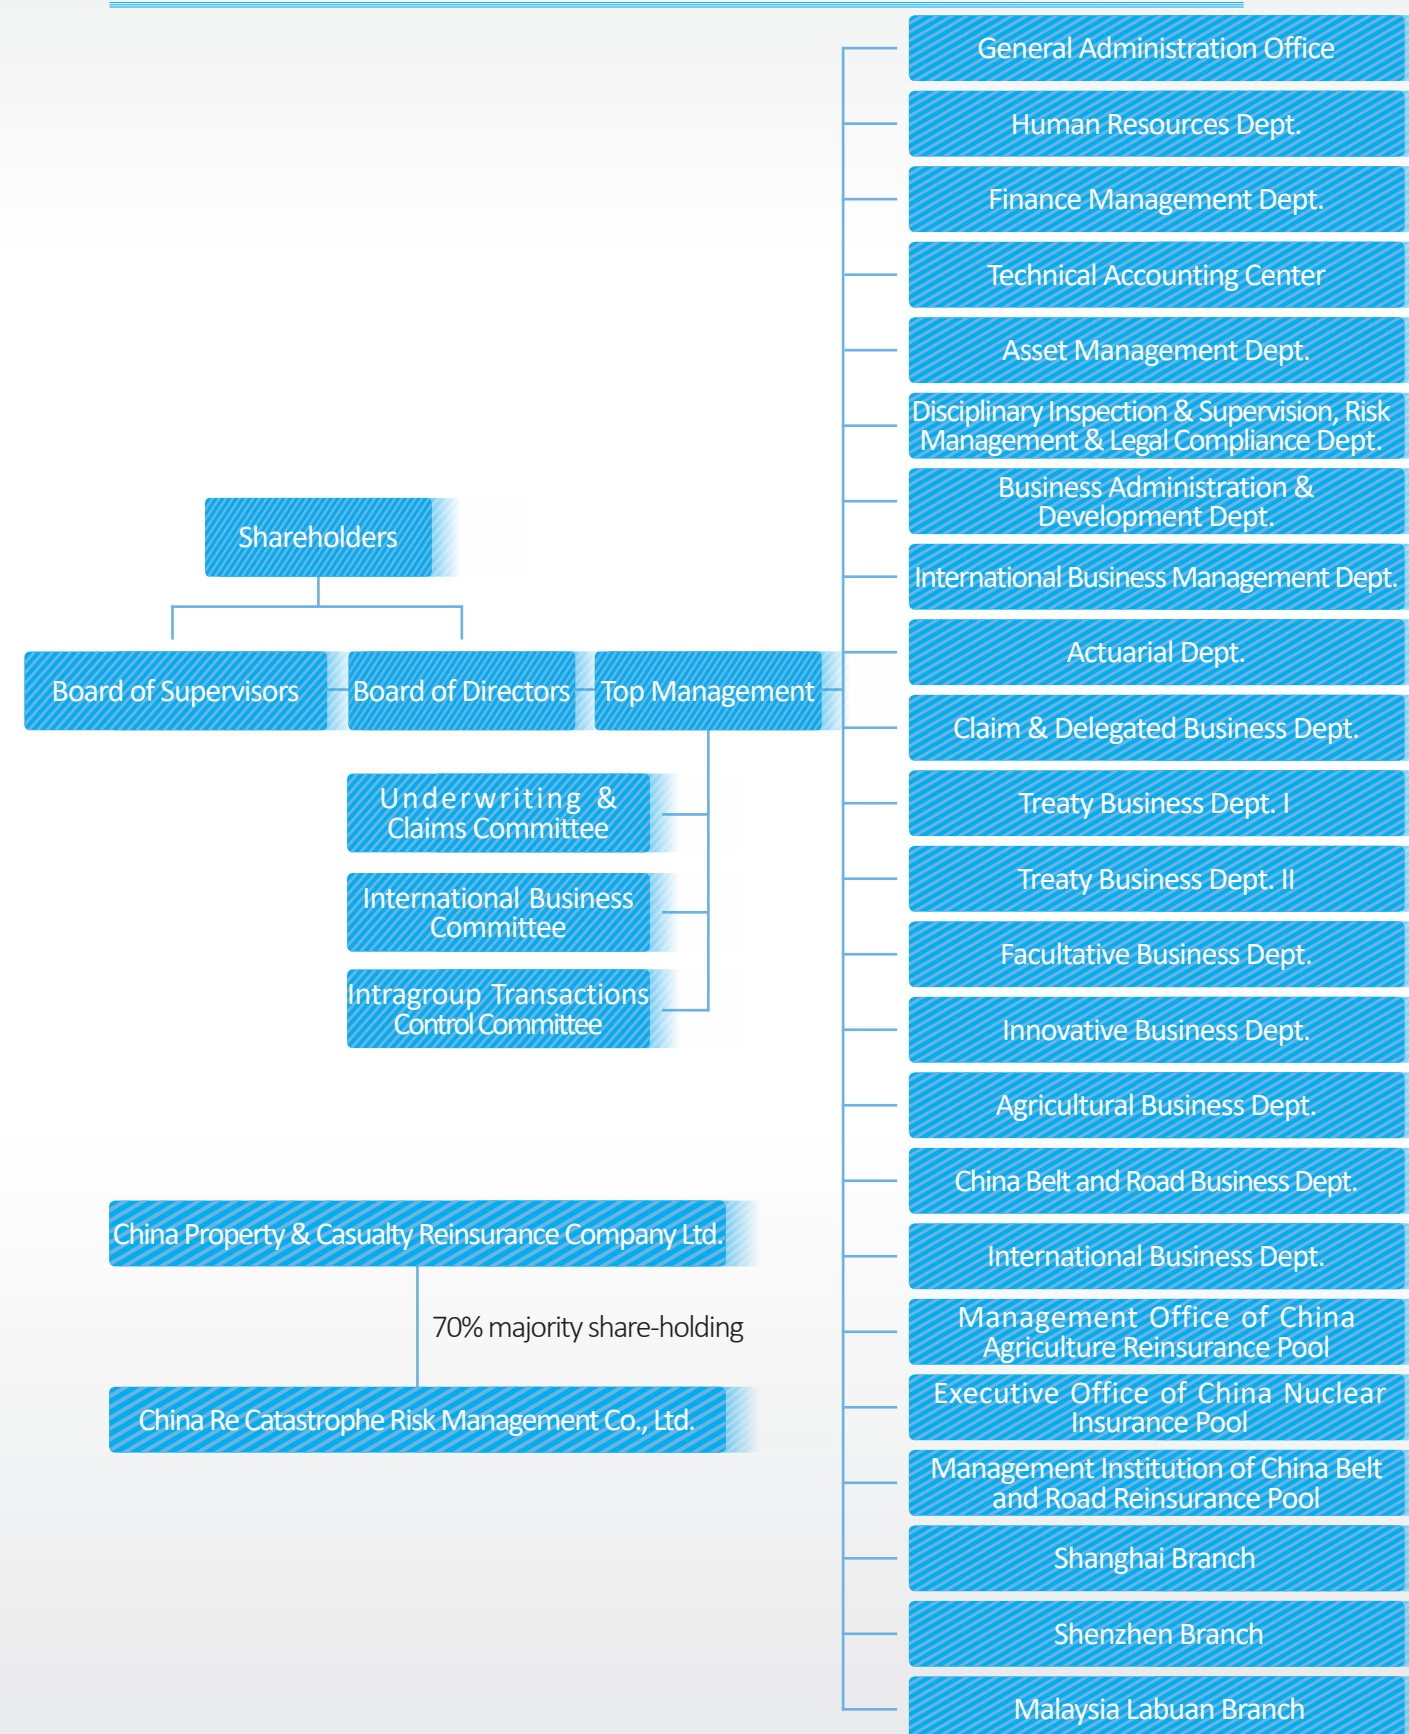 Shareholders
Board of Supervisors
Board of Directors
Top Management
Underwriting &
Claims Committee
International Business
Committee
Intragroup Transactions
Control Committee
China Property & Casualty Reinsurance Company Ltd.
70% majority share-holding
China Re Catastrophe Risk Management Co., Ltd.
General Administration Office
Human Resources Dept.
Finance Management Dept.
Technical Accounting Center
Asset Management Dept.
Disciplinary Inspection & Supervision, Risk
Management & Legal Compliance Dept.
Business Administration &
Development Dept.
International Business Management Dept.
Actuarial Dept.
Claim & Delegated Business Dept.
Treaty Business Dept. I
Treaty Business Dept. II
Facultative Business Dept.
Innovative Business Dept.
Agricultural Business Dept.
China Belt and Road Business Dept.
International Business Dept.
Management Office of China
Agriculture Reinsurance Pool
Executive Office of China Nuclear
Insurance Pool
Management Institution of China Belt
and Road Reinsurance Pool
Shanghai Branch
Shenzhen Branch
Malaysia Labuan Branch